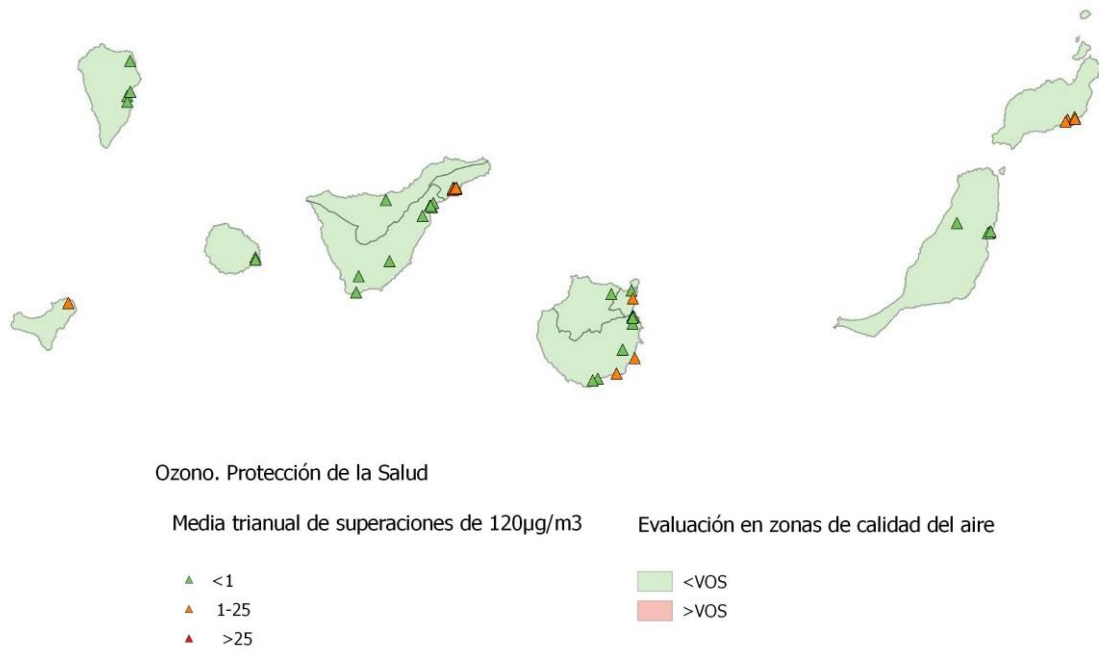 Ozono. Protección de la Salud
Media trianual de superaciones de 120µg/m3
<1
1-25
>25
Evaluación en zonas de calidad del aire
<VOS
>VOS